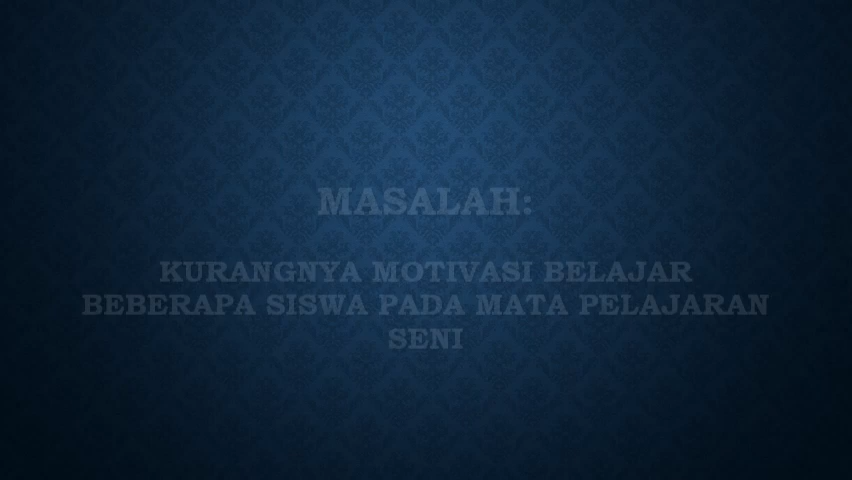 MASALAH:
KURANGNYA MOTIVASI BELAJAR
BEBERAPA SISWA PADA MATA PELAJARAN
SENI